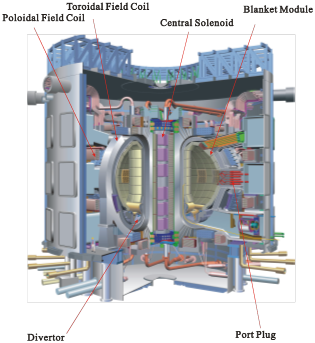 Toroidal Field Coil
Blanket Module
Poloidal Field Coil
Central Solenoid
Divertor
Port Plug